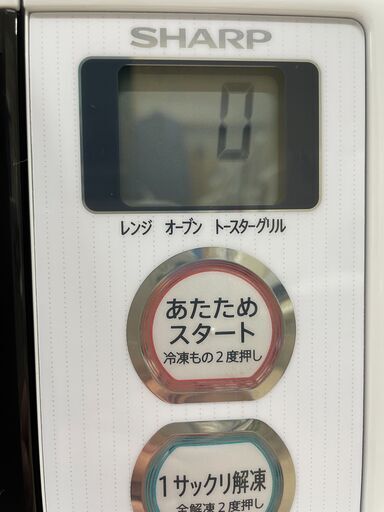 SHARP
0
レンジ オーブン トースターグリル
あたため
スタート
冷凍もの2度押し
1サックリ解凍
全解凍2度押し